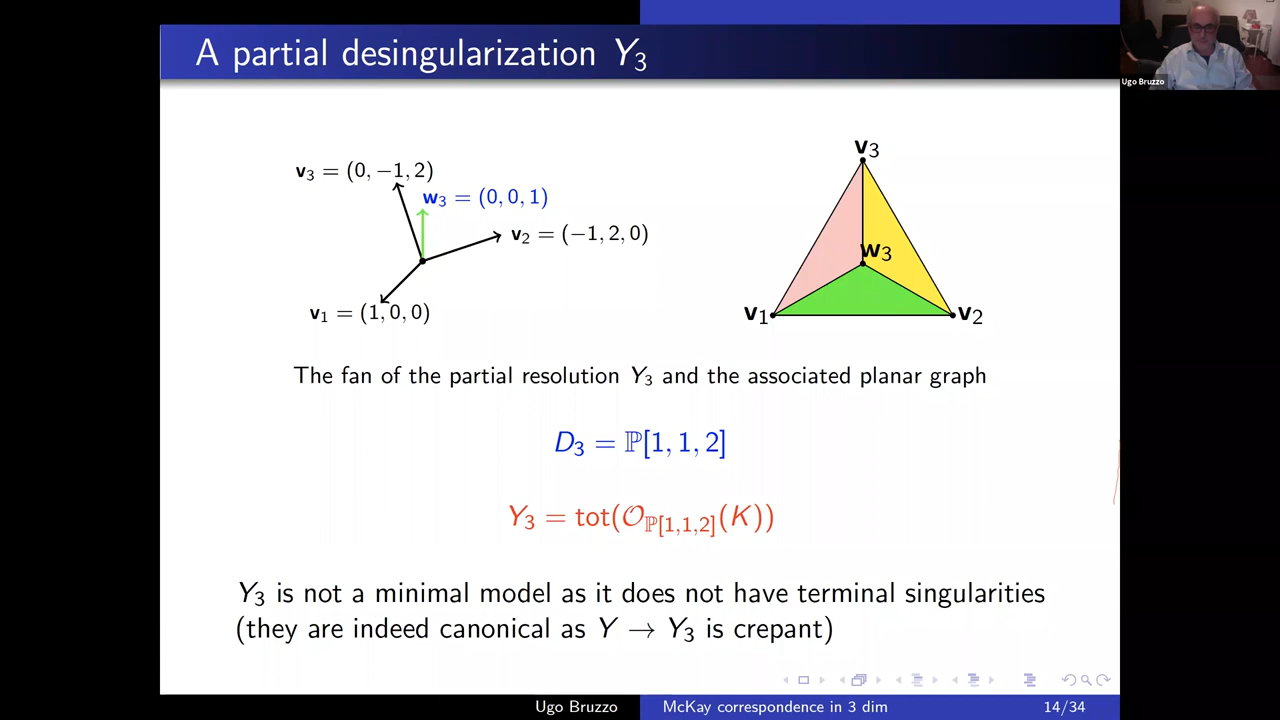 A partial desingularization Y₃
Ugo Bruzzo
v₃ = (0, −1, 2)
w₃ = (0, 0, 1)
v₂ = (−1, 2, 0)
v₁ = (1, 0, 0)
v₃
w₃
v₁
v₂
The fan of the partial resolution Y₃ and the associated planar graph
D₃ = ℙ[1, 1, 2]
Y₃ = tot(𝒪_ℙ[1,1,2](K))
Y₃ is not a minimal model as it does not have terminal singularities
(they are indeed canonical as Y → Y₃ is crepant)
Ugo Bruzzo McKay correspondence in 3 dim 14/34